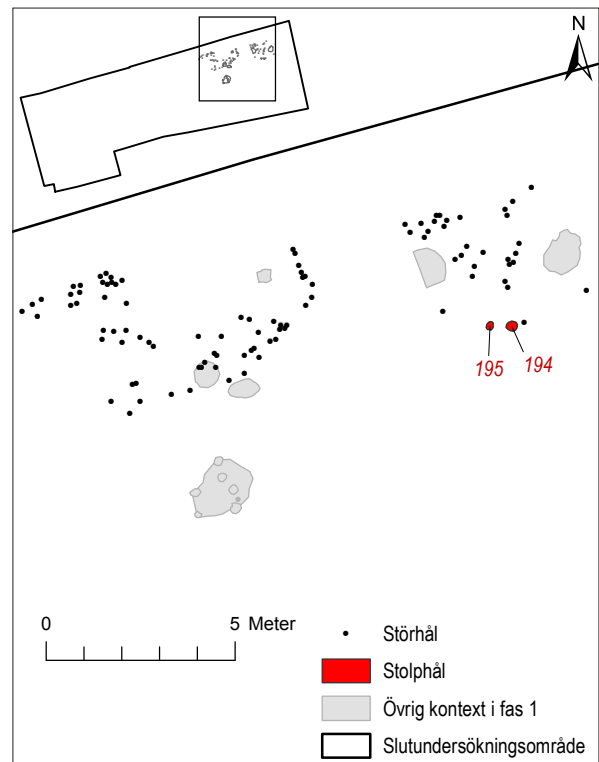 N
195
194
0 5 Meter
Störhål
Stolphål
Övrig kontext i fas 1
Slutundersökningsområde